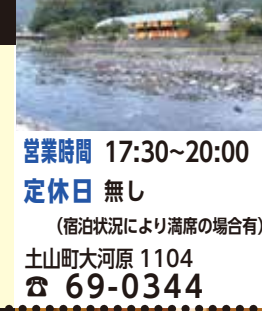 営業時間 17:30~20:00
定休日 無し
(宿泊状況により満席の場合有)
土山町大河原 1104
☎ 69-0344